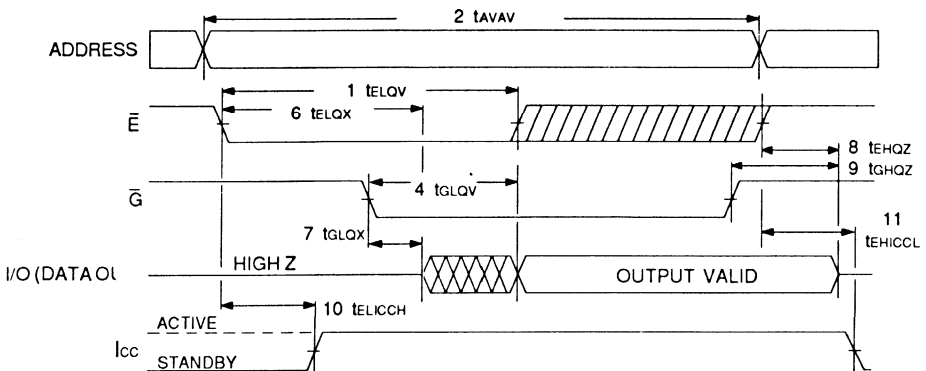 2 tAVAV
ADDRESS
1 tELQV
6 tELQX
E
8 tEHQZ
9 tGHQZ
4 tGLQV
G
11
tEHICCL
7 tGLQX
HIGH Z
I/O (DATA OU
OUTPUT VALID
10 tELICCH
ACTIVE
ICC
STANDBY